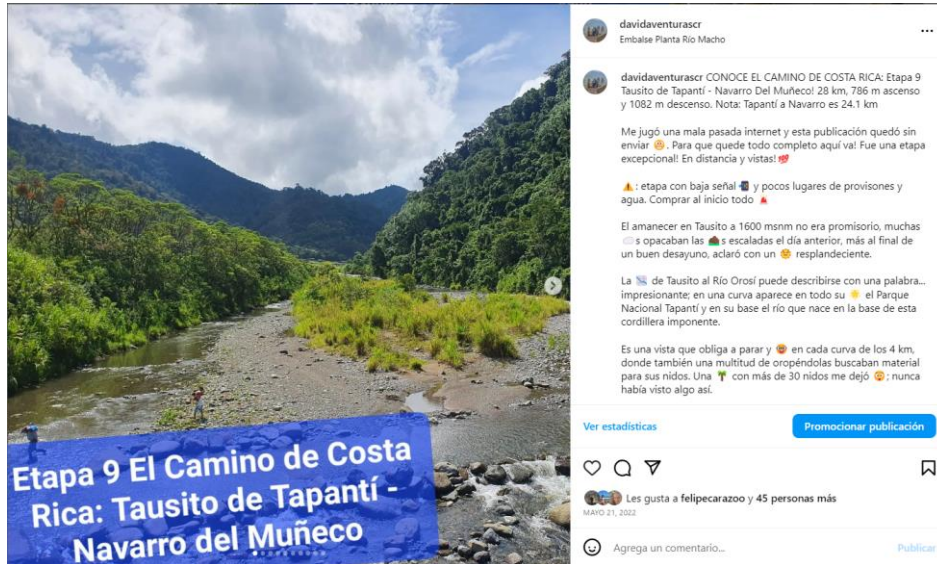 davidaventurascr
Embalse Planta Río Macho
davidaventurascr CONOCE EL CAMINO DE COSTA RICA: Etapa 9
Tausito de Tapantí - Navarro Del Muñeco! 28 km, 786 m ascenso
y 1082 m descenso. Nota: Tapantí a Navarro es 24.1 km
Me jugó una mala pasada internet y esta publicación quedó sin
enviar 😢. Para que quede todo completo aquí va! Fue una etapa
excepcional! En distancia y vistas!💯
⚠️: etapa con baja señal 📲 y pocos lugares de provisones y
agua. Comprar al inicio todo 🚨
El amanecer en Tausito a 1600 msnm no era promisorio, muchas
☁️s opacaban las ⛰️s escaladas el día anterior, más al final de
un buen desayuno, aclaró con un 🌞 resplandeciente.
La 📉 de Tausito al Río Orosí puede describirse con una palabra...
impresionante; en una curva aparece en todo su ☀️ el Parque
Nacional Tapantí y en su base el río que nace en la base de esta
cordillera imponente.
Es una vista que obliga a parar y 🤩 en cada curva de los 4 km,
donde también una multitud de oropéndolas buscaban material
para sus nidos. Una 🌴 con más de 30 nidos me dejó 😲; nunca
había visto algo así.
Ver estadísticas
Promocionar publicación
Les gusta a felipecarazoo y 45 personas más
MAYO 21, 2022
Agrega un comentario...
Publicar
Etapa 9 El Camino de Costa
Rica: Tausito de Tapantí -
Navarro del Muñeco